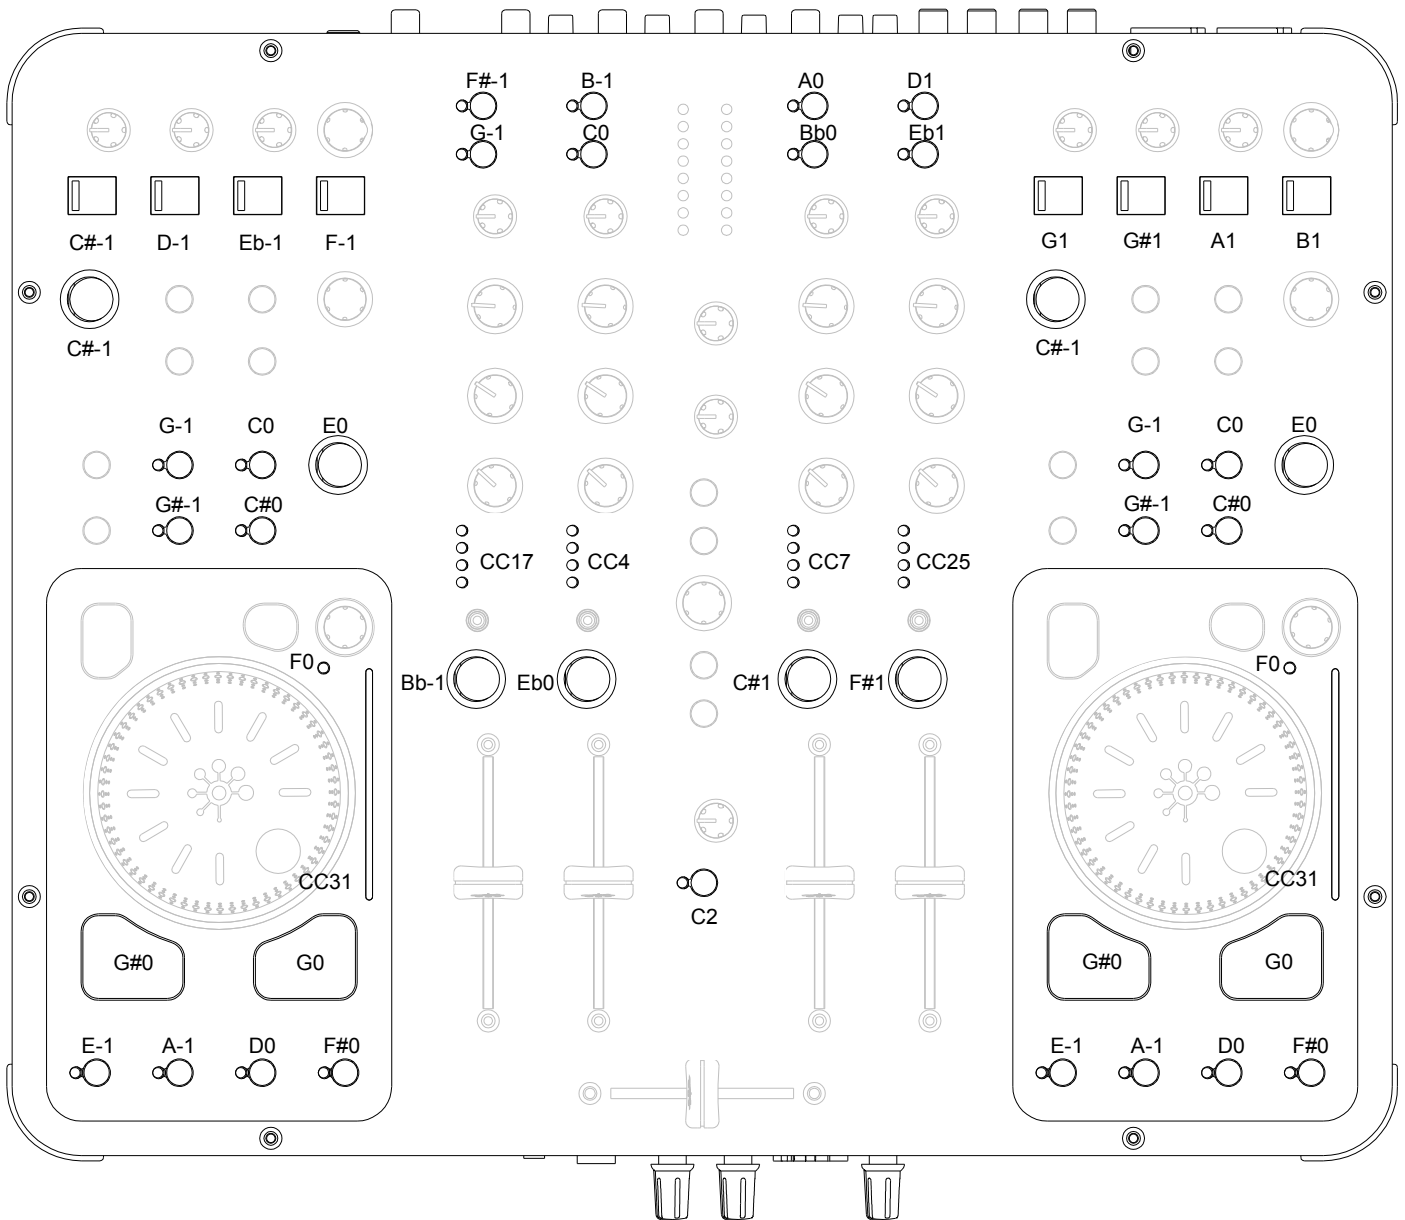 F#-1 B-1 A0 D1
G-1 C0 Bb0 Eb1
C#-1 D-1 Eb-1 F-1 G1 G#1 A1 B1
C#-1 C#-1
G-1 C0 E0 G-1 C0 E0
G#-1 C#0 G#-1 C#0
CC17 CC4 CC7 CC25
F0 F0
Bb-1 Eb0 C#1 F#1
CC31 CC31
C2
G#0 G0 G#0 G0
E-1 A-1 D0 F#0 E-1 A-1 D0 F#0